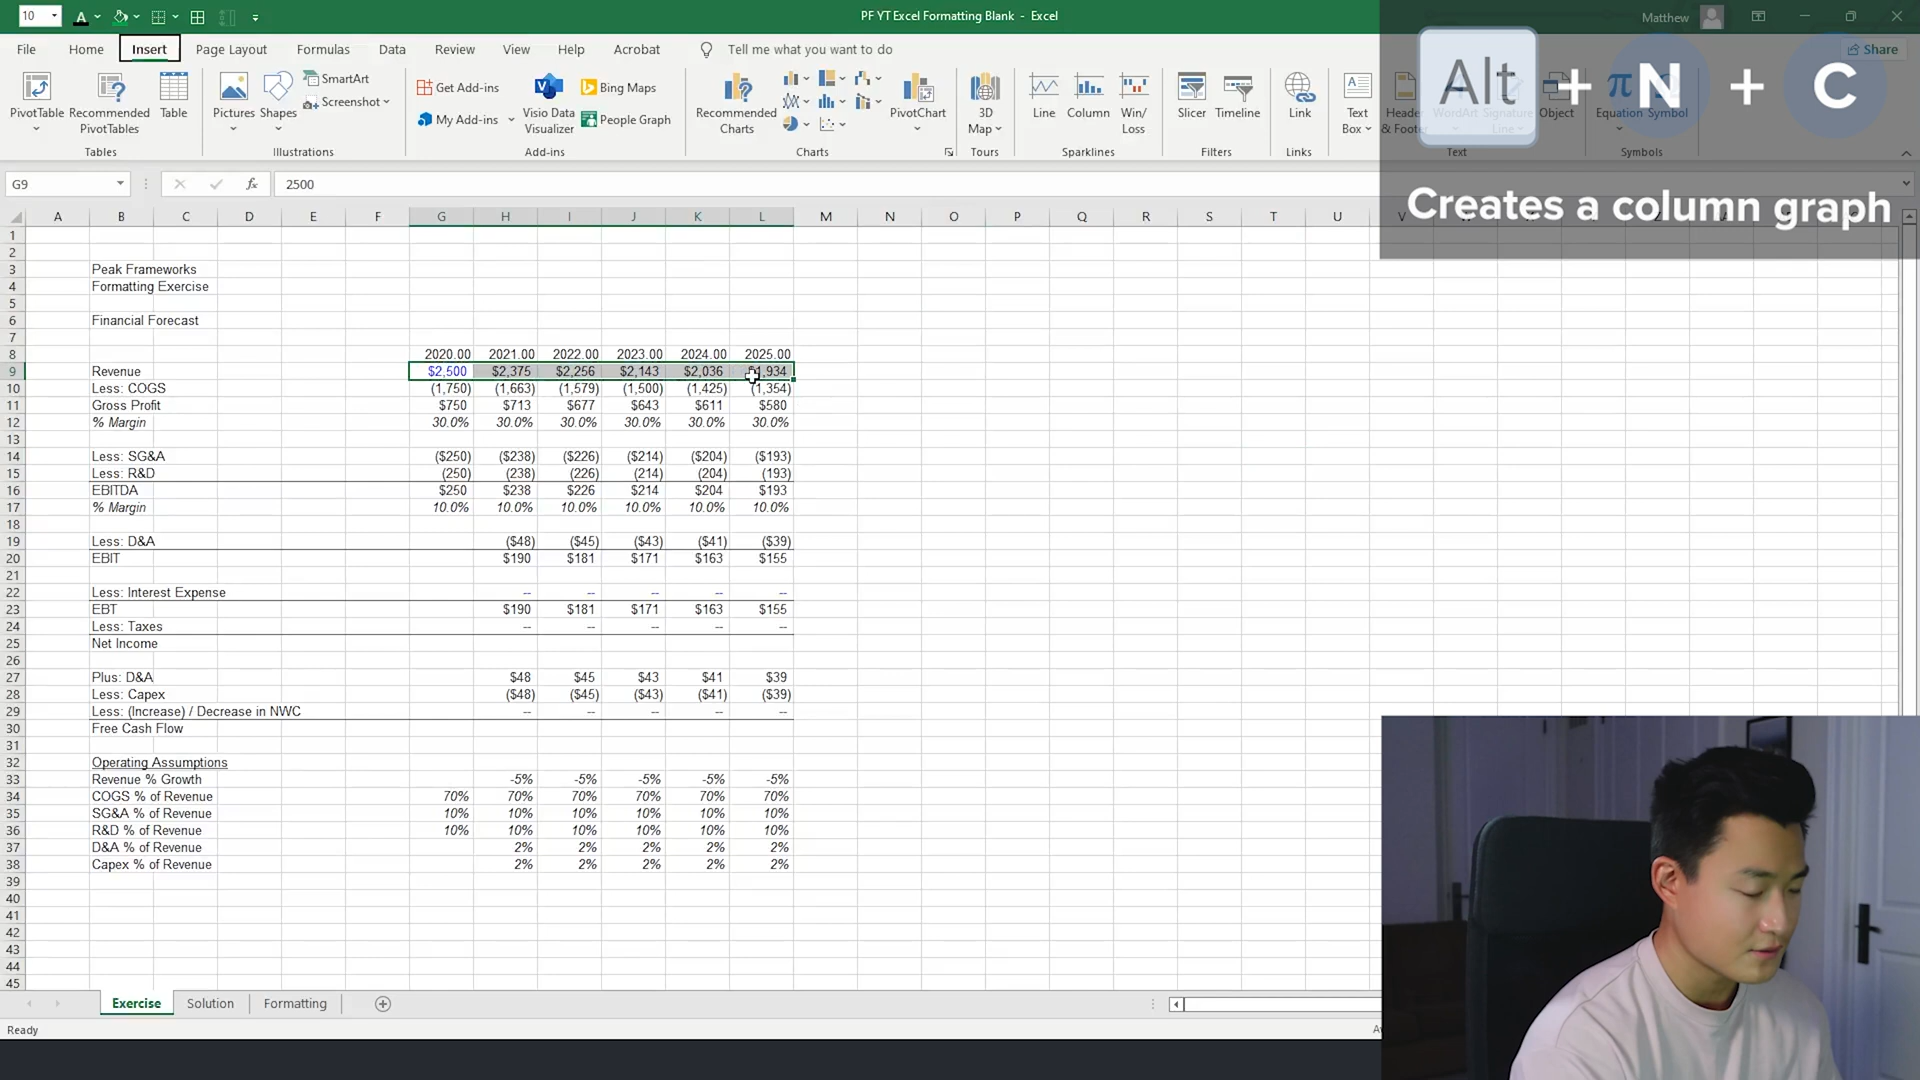 10 A PF YT Excel Formatting Blank - Excel Matthew
File Home Insert Page Layout Formulas Data Review View Help Acrobat Tell me what you want to do Share
PivotTable Recommended PivotTables Table
Tables
Pictures Shapes SmartArt Screenshot
Illustrations
Get Add-ins My Add-ins Visio Data Visualizer Bing Maps People Graph
Add-ins
Recommended Charts PivotChart
Charts
3D Map
Tours
Line Column Win/Loss
Sparklines
Slicer Timeline
Filters
Link
Links
Text Box Header & Footer WordArt Signature Line Object
Text
Equation Symbol
Symbols
Alt + N + C
Creates a column graph
G9 fx 2500
A B C D E F G H I J K L M N O P Q R S T U
1
2
3 Peak Frameworks
4 Formatting Exercise
5
6 Financial Forecast
7
8 2020.00 2021.00 2022.00 2023.00 2024.00 2025.00
9 Revenue $2,500 $2,375 $2,256 $2,143 $2,036 1,934
10 Less: COGS (1,750) (1,663) (1,579) (1,500) (1,425) (1,354)
11 Gross Profit $750 $713 $677 $643 $611 $580
12 % Margin 30.0% 30.0% 30.0% 30.0% 30.0% 30.0%
13
14 Less: SG&A ($250) ($238) ($226) ($214) ($204) ($193)
15 Less: R&D (250) (238) (226) (214) (204) (193)
16 EBITDA $250 $238 $226 $214 $204 $193
17 % Margin 10.0% 10.0% 10.0% 10.0% 10.0% 10.0%
18
19 Less: D&A ($48) ($45) ($43) ($41) ($39)
20 EBIT $190 $181 $171 $163 $155
21
22 Less: Interest Expense -- -- -- -- --
23 EBT $190 $181 $171 $163 $155
24 Less: Taxes -- -- -- -- --
25 Net Income
26
27 Plus: D&A $48 $45 $43 $41 $39
28 Less: Capex ($48) ($45) ($43) ($41) ($39)
29 Less: (Increase) / Decrease in NWC -- -- -- -- --
30 Free Cash Flow
31
32 Operating Assumptions
33 Revenue % Growth -5% -5% -5% -5% -5%
34 COGS % of Revenue 70% 70% 70% 70% 70% 70%
35 SG&A % of Revenue 10% 10% 10% 10% 10% 10%
36 R&D % of Revenue 10% 10% 10% 10% 10% 10%
37 D&A % of Revenue 2% 2% 2% 2% 2%
38 Capex % of Revenue 2% 2% 2% 2% 2%
39
40
41
42
43
44
45
Exercise Solution Formatting
Ready